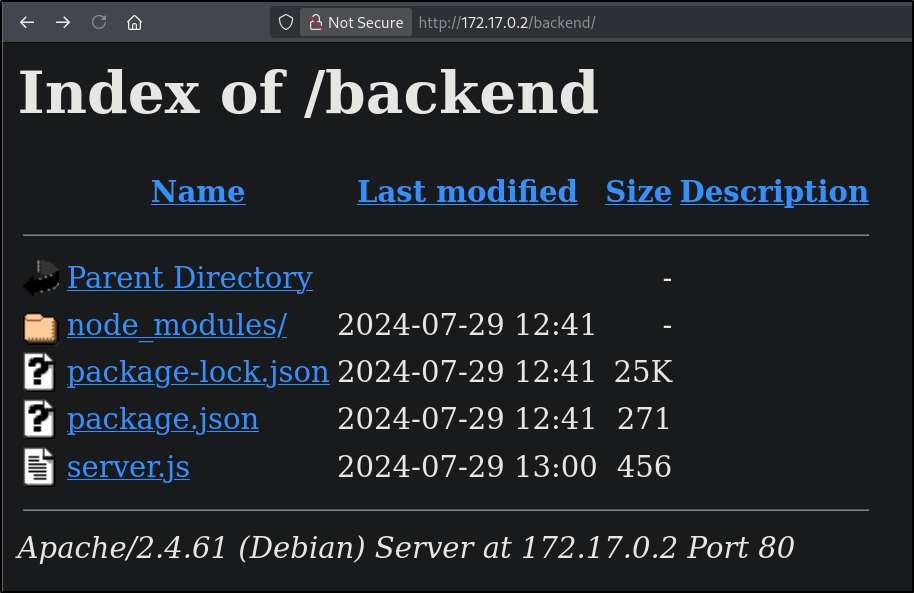 Not Secure http://172.17.0.2/backend/
Index of /backend
Name Last modified Size Description
Parent Directory -
node_modules/ 2024-07-29 12:41 -
package-lock.json 2024-07-29 12:41 25K
package.json 2024-07-29 12:41 271
server.js 2024-07-29 13:00 456
Apache/2.4.61 (Debian) Server at 172.17.0.2 Port 80